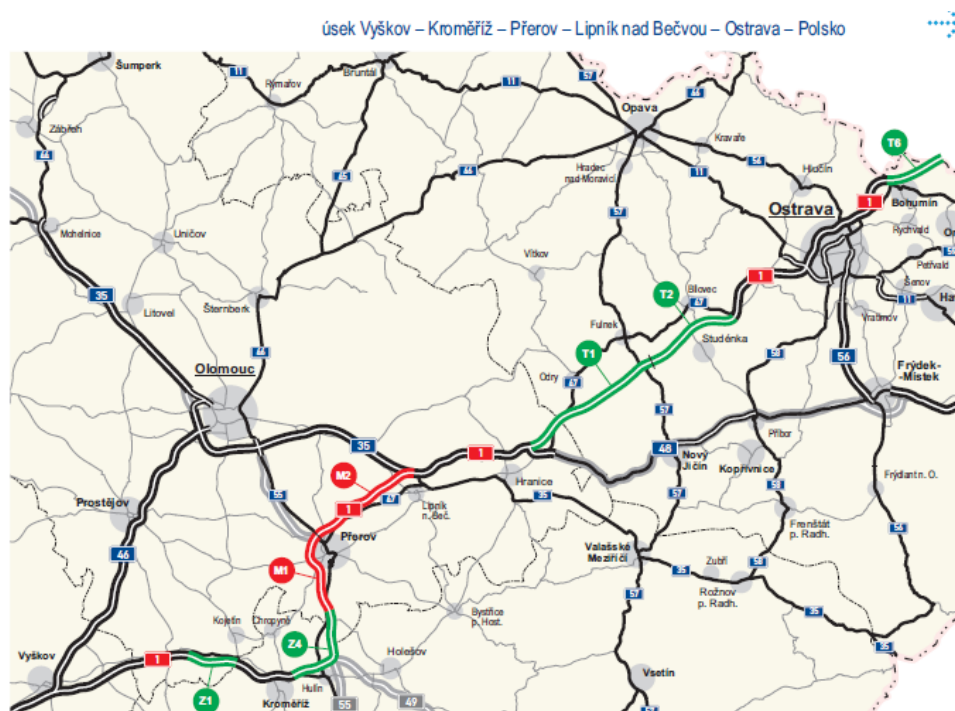 úsek Vyškov – Kroměříž – Přerov – Lipník nad Bečvou – Ostrava – Polsko
Šumperk
11
Rýmařov
Bruntál
11
57
44
Opava
Zábřeh
44
Kravaře
56
T6
Hradec
nad Moravicí
11
Hlučín
45
46
57
1
Bohumín
Ostrava
Rychvald
Mohelnice
Uničov
Vítkov
1
Petřvald
Šenov
35
T2
Bílovec
47
11
Litovel
Šternberk
Vratimov
Fulnek
Studénka
46
T1
58
56
Olomouc
Odry
47
Frýdek-
-Místek
57
35
Příbor
1
48
Nový
Jičín
M2
Kopřivnice
Hranice
Frýdlant n. O.
Prostějov
55
1
47
Lipník
n. Beč.
35
57
58
Frenštát
p. Radh.
56
46
Přerov
Valašské
Meziříčí
Zubří
58
M1
35
Rožnov
p. Radh.
57
Bystřice
p. Host.
35
Kojetín
Chropyně
Z4
35
Vyškov
1
Holešov
Vsetín
Z1
Hulín
Kroměříž
55
49
57